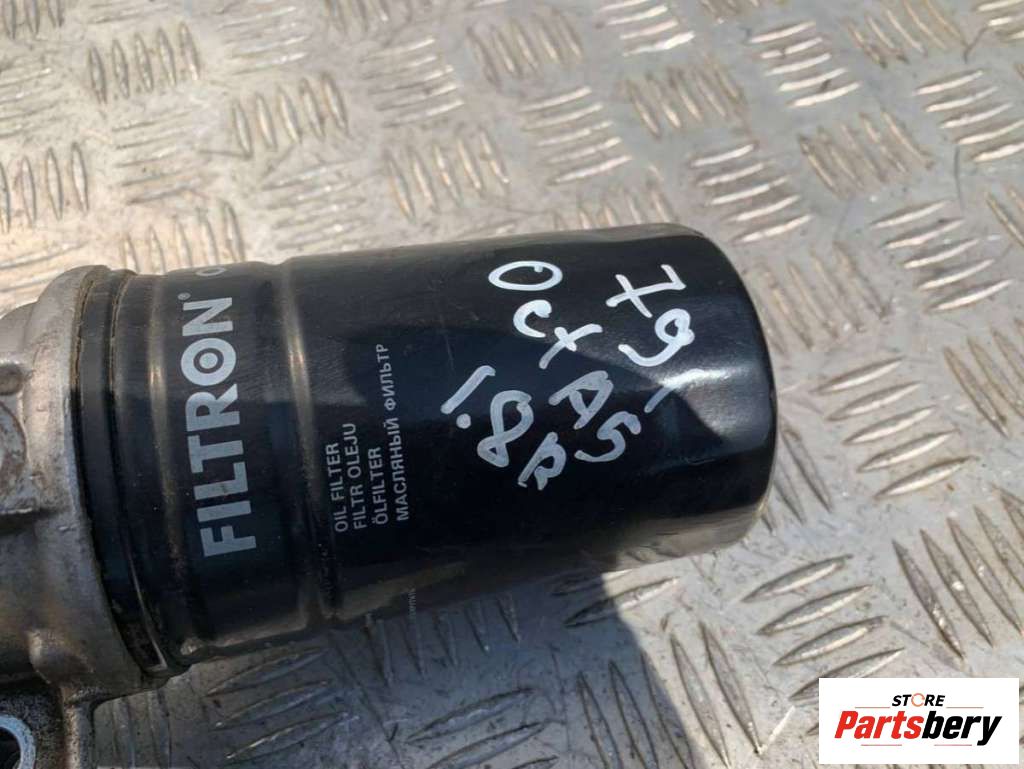 FILTRON®
OIL FILTER
FILTR OLEJU
ÖLFILTER
МАСЛЯНЫЙ ФИЛЬТР
Oct A5
1.8
STORE
Partsbery